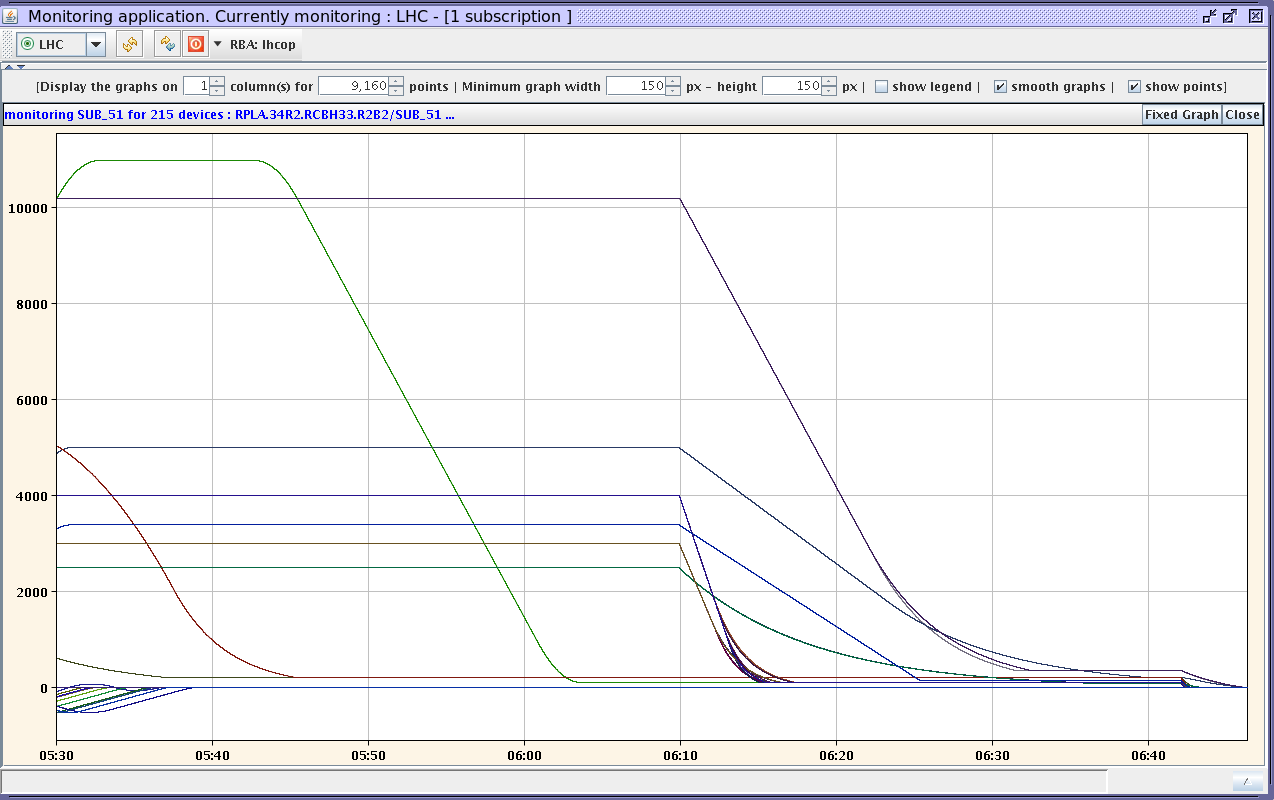 Monitoring application. Currently monitoring : LHC - [1 subscription ]
LHC RBA: lhcop
[Display the graphs on 1 column(s) for 9,160 points | Minimum graph width 150 px - height 150 px | show legend | smooth graphs | show points]
monitoring SUB_51 for 215 devices : RPLA.34R2.RCBH33.R2B2/SUB_51 ... Fixed Graph Close
10000
8000
6000
4000
2000
0
05:30 05:40 05:50 06:00 06:10 06:20 06:30 06:40